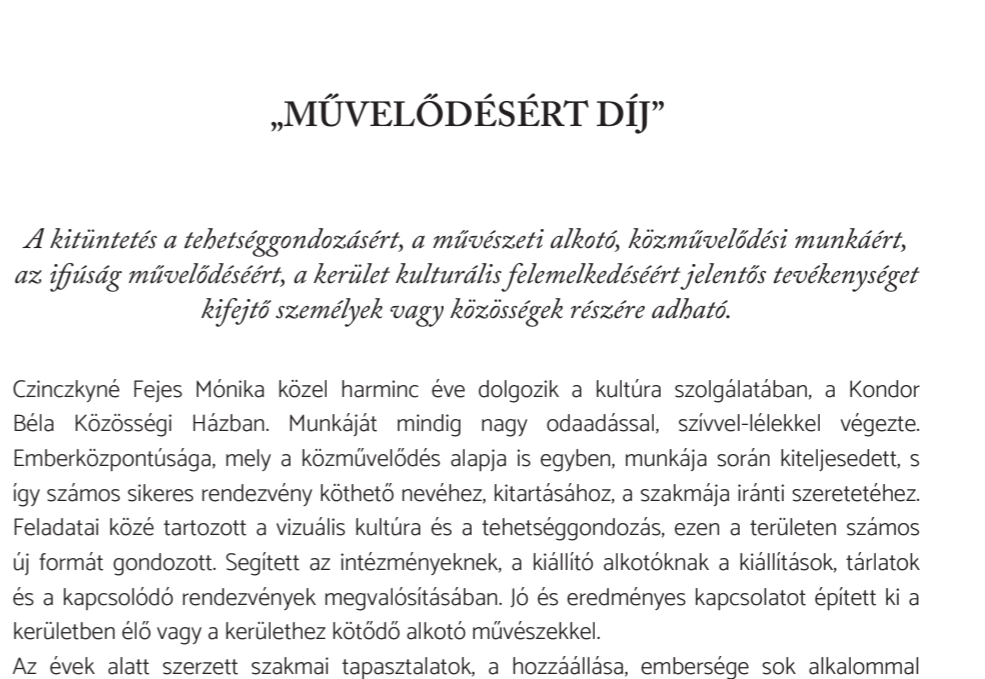 „MŰVELŐDÉSÉRT DÍJ”
A kitüntetés a tehetséggondozásért, a művészeti alkotó, közművelődési munkáért,
az ifjúság művelődéséért, a kerület kulturális felemelkedéséért jelentős tevékenységet
kifejtő személyek vagy közösségek részére adható.
Czinczkyné Fejes Mónika közel harminc éve dolgozik a kultúra szolgálatában, a Kondor
Béla Közösségi Házban. Munkáját mindig nagy odaadással, szívvel-lélekkel végezte.
Emberközpontúsága, mely a közművelődés alapja is egyben, munkája során kiteljesedett, s
így számos sikeres rendezvény köthető nevéhez, kitartásához, a szakmája iránti szeretetéhez.
Feladatai közé tartozott a vizuális kultúra és a tehetséggondozás, ezen a területen számos
új formát gondozott. Segített az intézményeknek, a kiállító alkotóknak a kiállítások, tárlatok
és a kapcsolódó rendezvények megvalósításában. Jó és eredményes kapcsolatot épített ki a
kerületben élő vagy a kerülethez kötődő alkotó művészekkel.
Az évek alatt szerzett szakmai tapasztalatok, a hozzáállása, embersége sok alkalommal